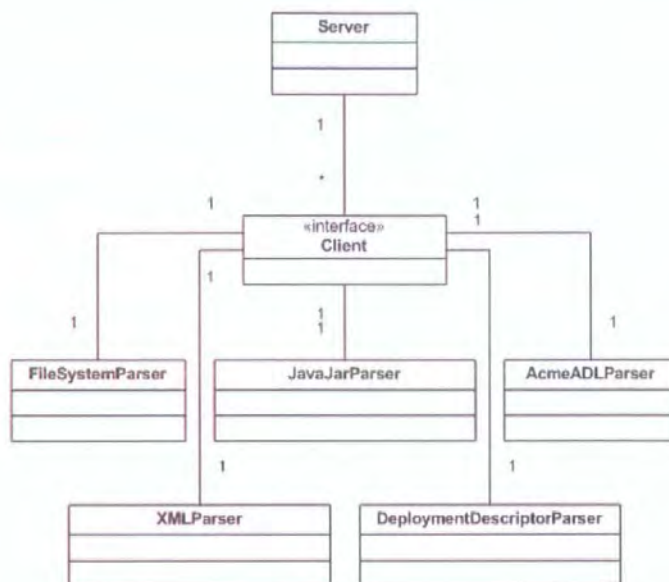 Server
1
*
1
1
1
«interface»
Client
1
1
1
1
1
1
FileSystemParser
JavaJarParser
AcmeADLParser
1
1
XMLParser
DeploymentDescriptorParser